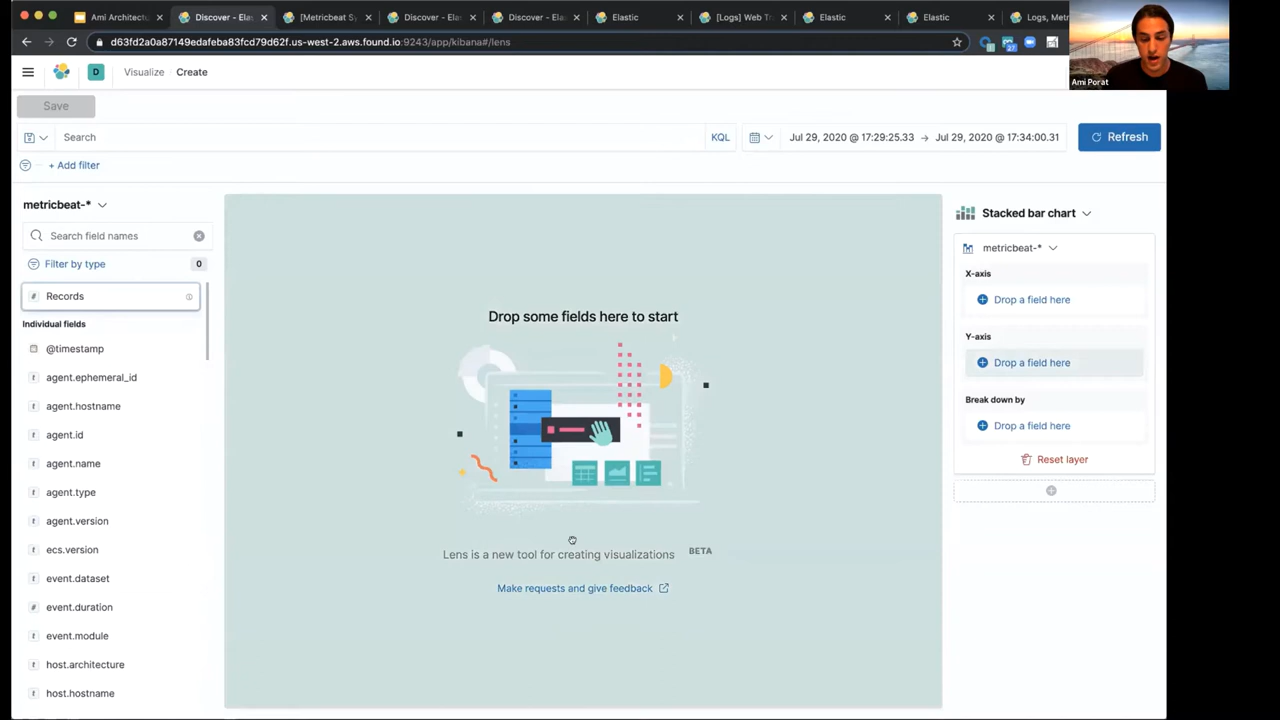 Ami Architectu
Discover - Elas
[Metricbeat Sy
Discover - Elas
Discover - Elas
Elastic
[Logs] Web Tr
Elastic
Elastic
Logs, Met
d63fd2a0a87149edafeba83fcd79d62f.us-west-2.aws.found.io:9243/app/kibana#/lens
27
Ami Porat
D
Visualize
Create
Save
Search
KQL
Jul 29, 2020 @ 17:29:25.33 → Jul 29, 2020 @ 17:34:00.31
Refresh
+ Add filter
metricbeat-*
Search field names
Filter by type
0
# Records
Individual fields
@timestamp
t agent.ephemeral_id
t agent.hostname
t agent.id
t agent.name
t agent.type
t agent.version
t ecs.version
t event.dataset
# event.duration
t event.module
t host.architecture
t host.hostname
Drop some fields here to start
Lens is a new tool for creating visualizations BETA
Make requests and give feedback
Stacked bar chart
metricbeat-*
X-axis
Drop a field here
Y-axis
Drop a field here
Break down by
Drop a field here
Reset layer